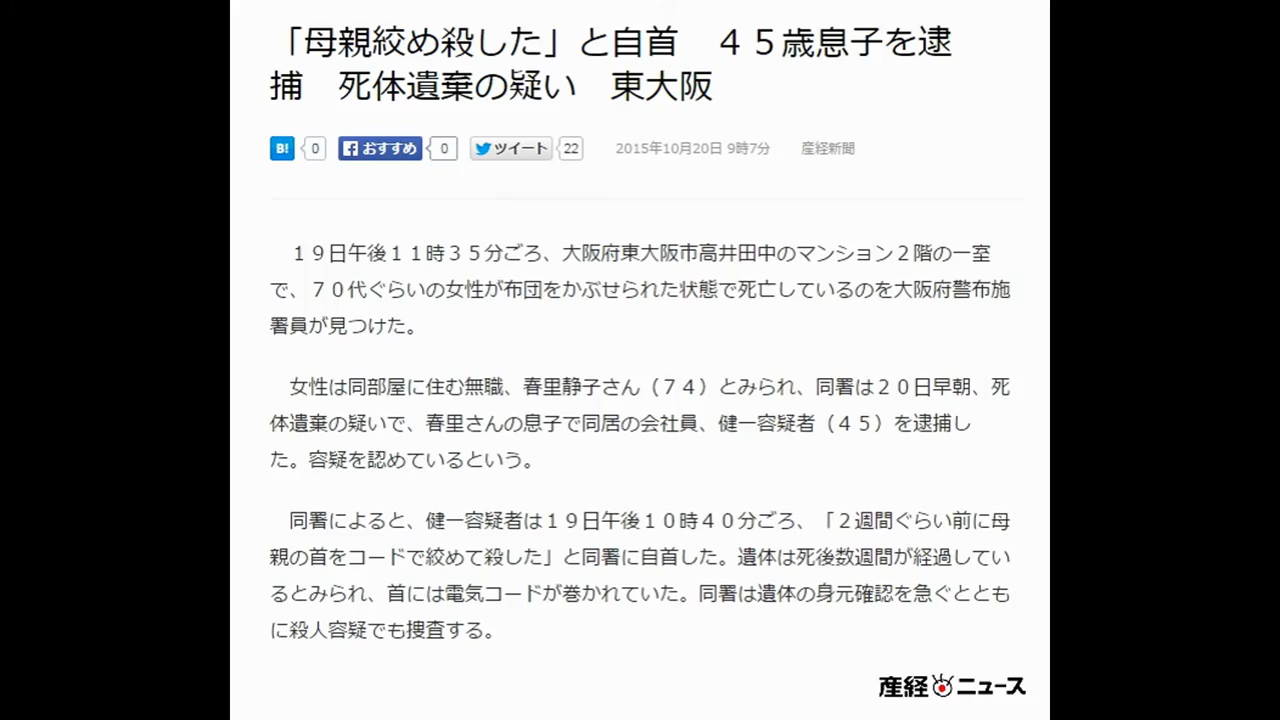 「母親絞め殺した」と自首　４５歳息子を逮
捕　死体遺棄の疑い　東大阪
B! 0 おすすめ 0 ツイート 22 2015年10月20日 9時7分 産経新聞
１９日午後１１時３５分ごろ、大阪府東大阪市高井田中のマンション２階の一室
で、７０代ぐらいの女性が布団をかぶせられた状態で死亡しているのを大阪府警布施
署員が見つけた。
女性は同部屋に住む無職、春里静子さん（７４）とみられ、同署は２０日早朝、死
体遺棄の疑いで、春里さんの息子で同居の会社員、健一容疑者（４５）を逮捕し
た。容疑を認めているという。
同署によると、健一容疑者は１９日午後１０時４０分ごろ、「２週間ぐらい前に母
親の首をコードで絞めて殺した」と同署に自首した。遺体は死後数週間が経過してい
るとみられ、首には電気コードが巻かれていた。同署は遺体の身元確認を急ぐととも
に殺人容疑でも捜査する。
産経ニュース